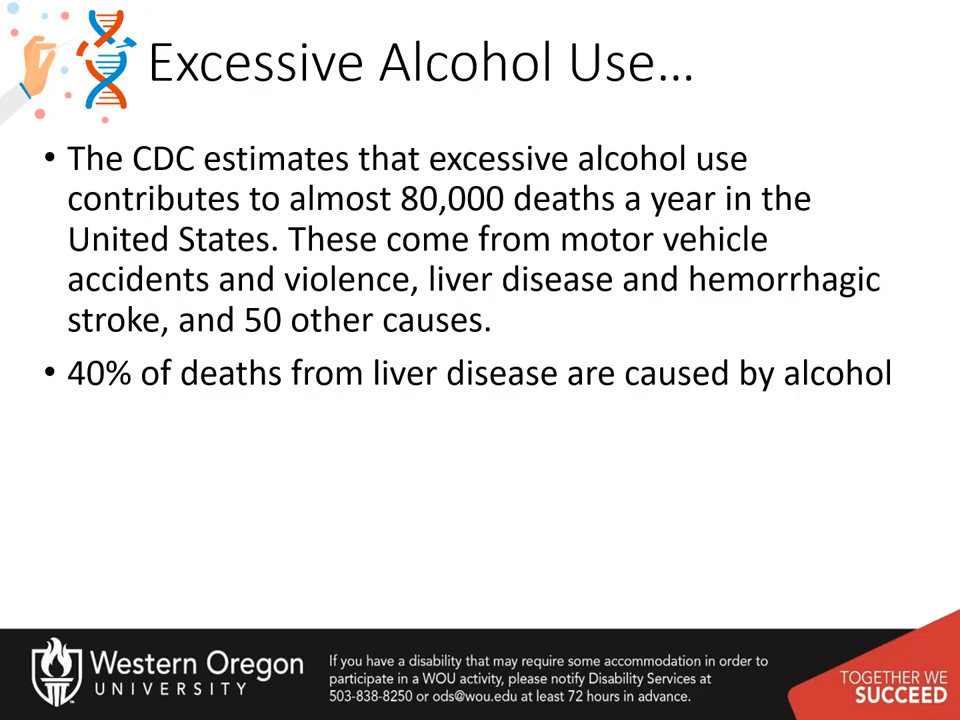 Excessive Alcohol Use...
• The CDC estimates that excessive alcohol use
contributes to almost 80,000 deaths a year in the
United States. These come from motor vehicle
accidents and violence, liver disease and hemorrhagic
stroke, and 50 other causes.
• 40% of deaths from liver disease are caused by alcohol
Western Oregon
UNIVERSITY
If you have a disability that may require some accommodation in order to
participate in a WOU activity, please notify Disability Services at
503-838-8250 or ods@wou.edu at least 72 hours in advance.
TOGETHER WE
SUCCEED